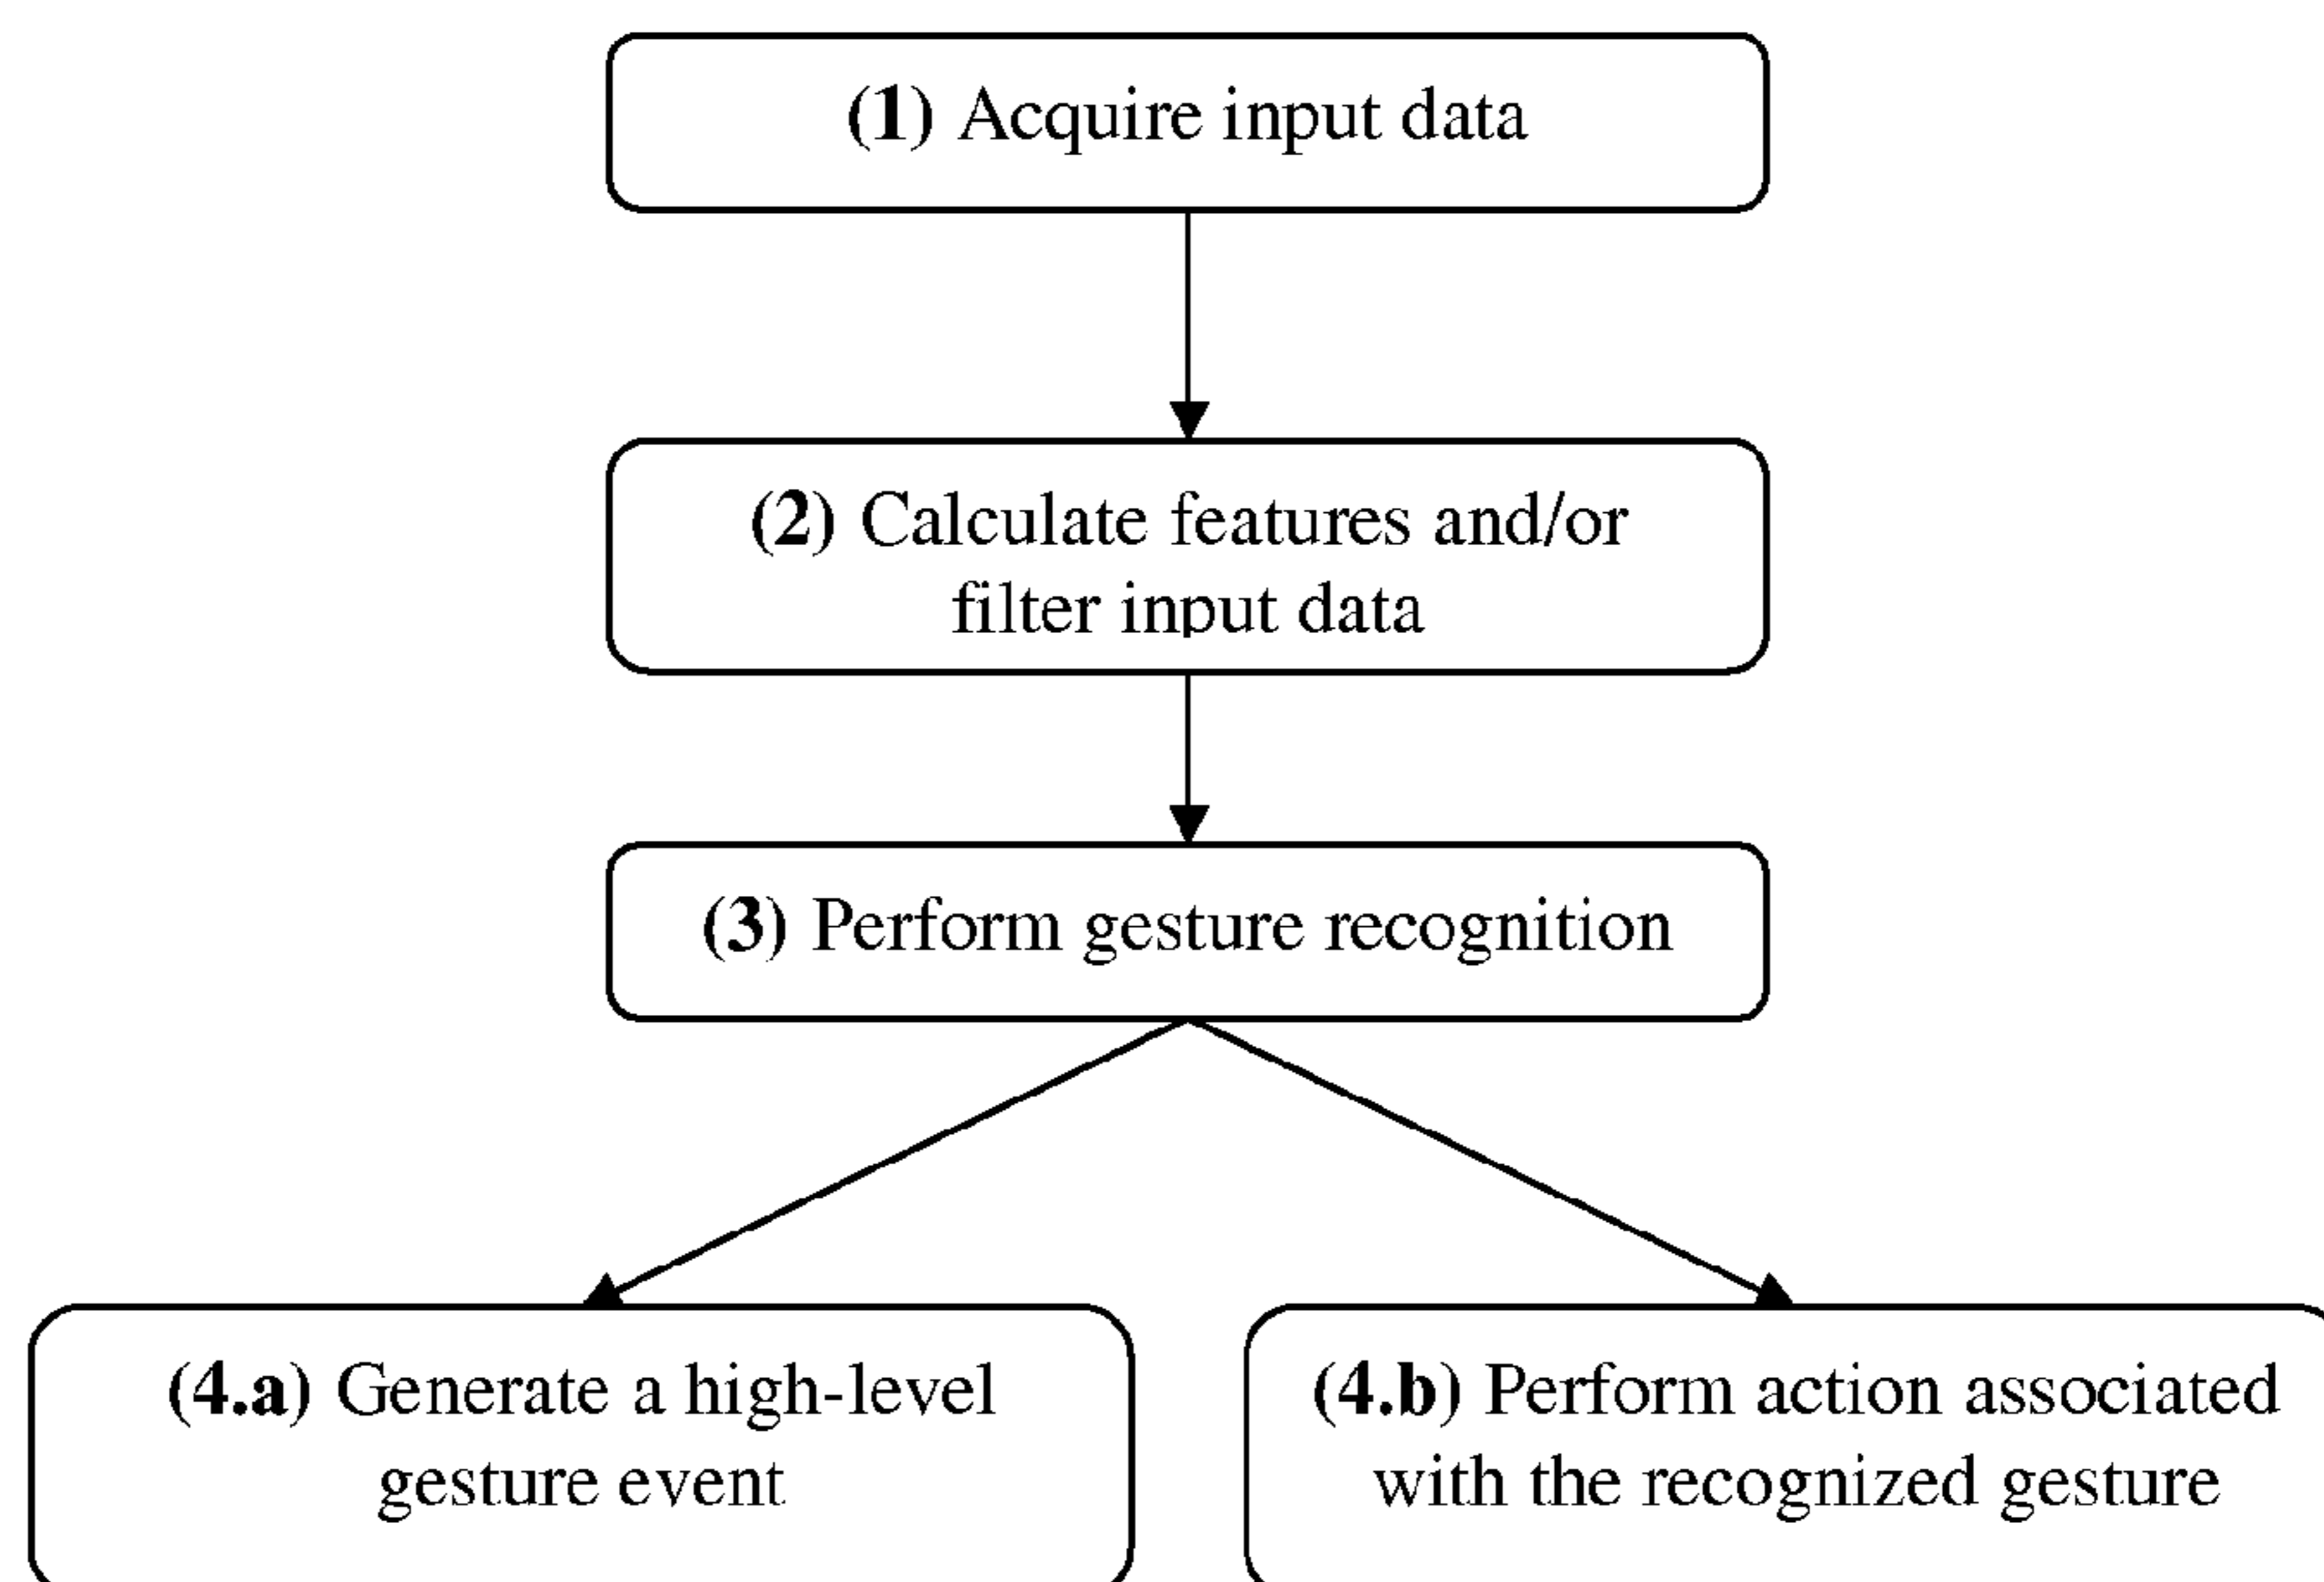 (1) Acquire input data
(2) Calculate features and/or
filter input data
(3) Perform gesture recognition
(4.a) Generate a high-level
gesture event
(4.b) Perform action associated
with the recognized gesture